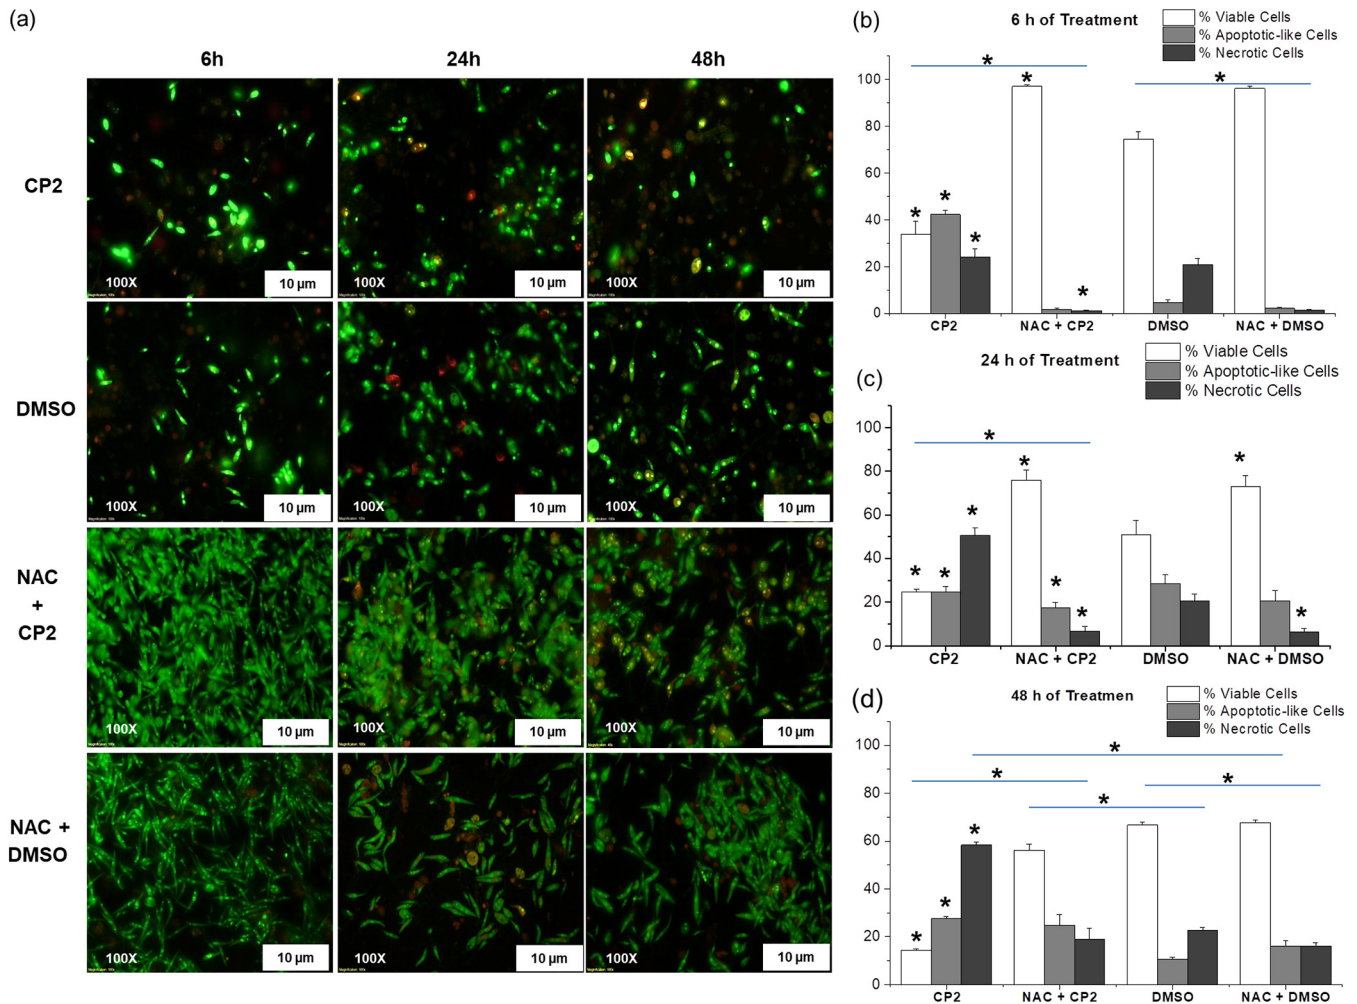 (a)
6h
24h
48h
CP2
100X
10 µm
100X
10 µm
100X
10 µm
DMSO
100X
10 µm
100X
10 µm
100X
10 µm
NAC
+
CP2
100X
10 µm
100X
10 µm
100X
10 µm
NAC +
DMSO
100X
10 µm
100X
10 µm
100X
10 µm
(b)
6 h of Treatment
% Viable Cells
% Apoptotic-like Cells
% Necrotic Cells
* *
*
* * * *
*
100
80
60
40
20
0
CP2 NAC + CP2 DMSO NAC + DMSO
(c)
24 h of Treatment
% Viable Cells
% Apoptotic-like Cells
% Necrotic Cells
*
* *
* * * * * *
100
80
60
40
20
0
CP2 NAC + CP2 DMSO NAC + DMSO
(d)
48 h of Treatmen
% Viable Cells
% Apoptotic-like Cells
% Necrotic Cells
*
* *
*
* * *
100
80
60
40
20
0
CP2 NAC + CP2 DMSO NAC + DMSO